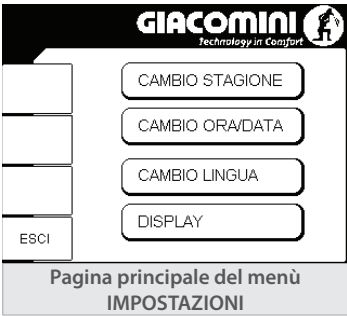 GIACOMINI
Technology in Comfort
CAMBIO STAGIONE
CAMBIO ORA/DATA
CAMBIO LINGUA
DISPLAY
ESCI
Pagina principale del menù
IMPOSTAZIONI